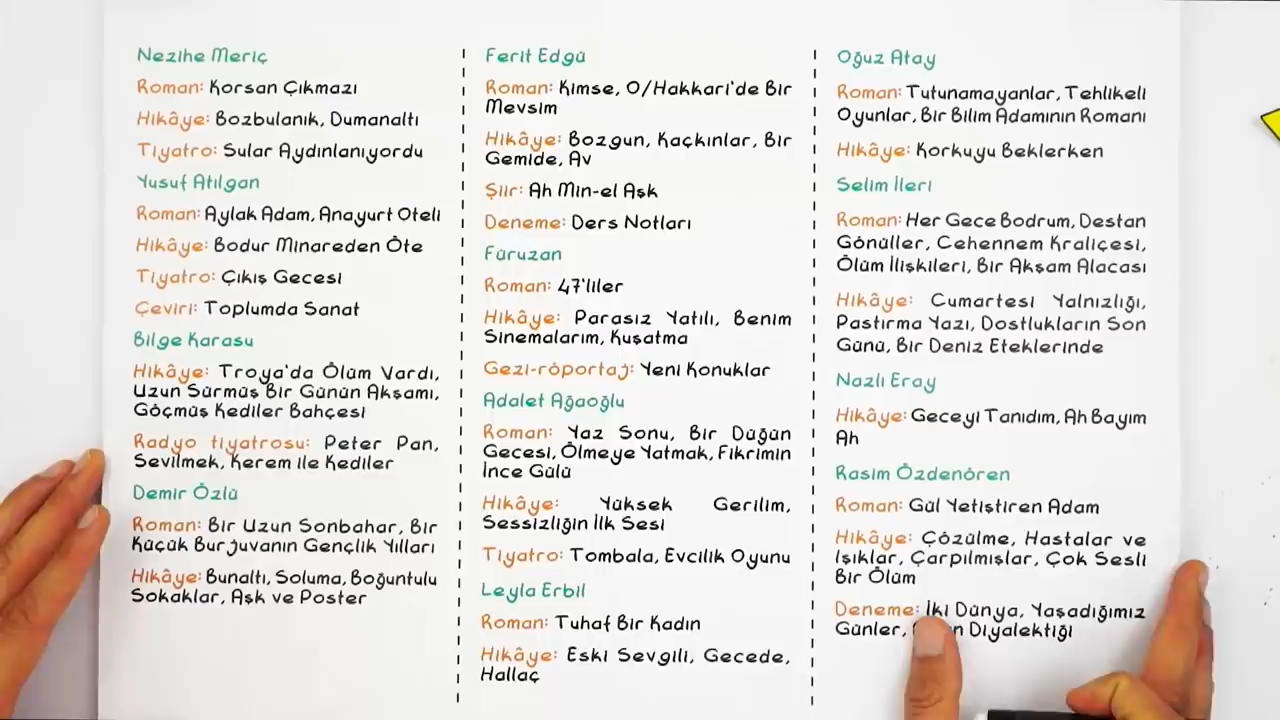 Nezihe Meriç
Roman: Korsan Çıkmazı
Hikâye: Bozbulanık, Dumanaltı
Tiyatro: Sular Aydınlanıyordu
Yusuf Atılgan
Roman: Aylak Adam, Anayurt Oteli
Hikâye: Bodur Minareden Öte
Tiyatro: Çıkış Gecesi
Çeviri: Toplumda Sanat
Bilge Karasu
Hikâye: Troya'da Ölüm Vardı,
Uzun Sürmüş Bir Günün Akşamı,
Göçmüş Kediler Bahçesi
Radyo tiyatrosu: Peter Pan,
Sevilmek, Kerem ile Kediler
Demir Özlü
Roman: Bir Uzun Sonbahar, Bir
Küçük Burjuvanın Gençlik Yılları
Hikâye: Bunaltı, Soluma, Boğuntulu
Sokaklar, Aşk ve Poster
Ferit Edgü
Roman: Kimse, O/Hakkari'de Bir
Mevsim
Hikâye: Bozgun, Kaçkınlar, Bir
Gemide, Av
Şiir: Ah Min-el Aşk
Deneme: Ders Notları
Füruzan
Roman: 47'liler
Hikâye: Parasız Yatılı, Benim
Sinemalarım, Kuşatma
Gezi-röportaj: Yeni Konuklar
Adalet Ağaoğlu
Roman: Yaz Sonu, Bir Düğün
Gecesi, Ölmeye Yatmak, Fikrimin
İnce Gülü
Hikâye: Yüksek Gerilim,
Sessizliğin İlk Sesi
Tiyatro: Tombala, Evcilik Oyunu
Leyla Erbil
Roman: Tuhaf Bir Kadın
Hikâye: Eski Sevgili, Gecede,
Hallaç
Oğuz Atay
Roman: Tutunamayanlar, Tehlikeli
Oyunlar, Bir Bilim Adamının Romanı
Hikâye: Korkuyu Beklerken
Selim İleri
Roman: Her Gece Bodrum, Destan
Gönüller, Cehennem Kraliçesi,
Ölüm İlişkileri, Bir Akşam Alacası
Hikâye: Cumartesi Yalnızlığı,
Pastırma Yazı, Dostlukların Son
Günü, Bir Deniz Eteklerinde
Nazlı Eray
Hikâye: Geceyi Tanıdım, Ah Bayım
Ah
Rasim Özdenören
Roman: Gül Yetiştiren Adam
Hikâye: Çözülme, Hastalar ve
Işıklar, Çarpılmışlar, Çok Sesli
Bir Ölüm
Deneme: İki Dünya, Yaşadığımız
Günler, Diyalektiği